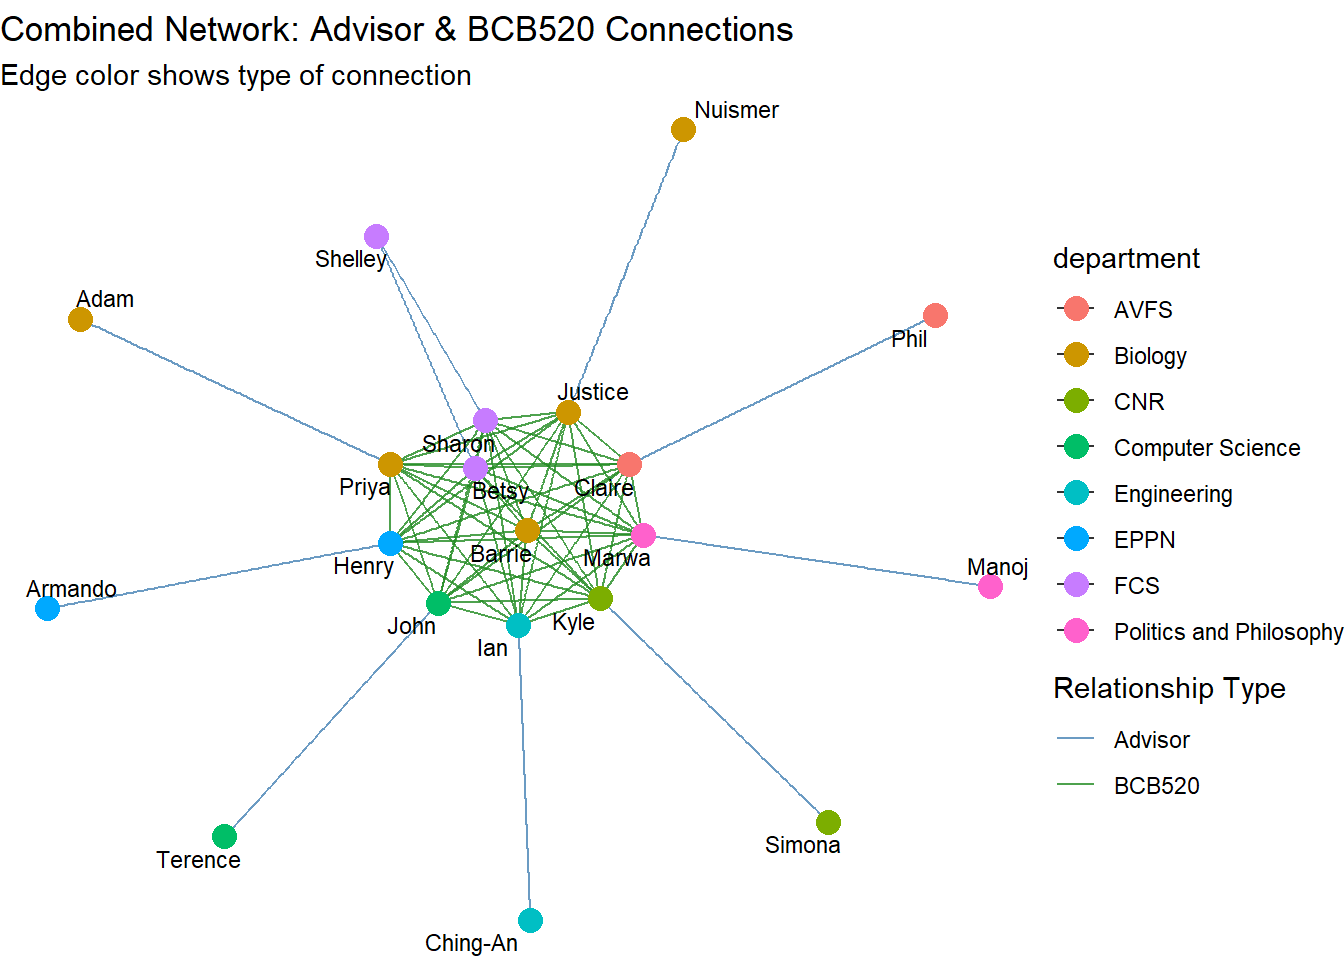 Combined Network: Advisor & BCB520 Connections
Edge color shows type of connection
Nuismer
Shelley
Adam
Phil
Justice
Sharon
Priya
Betsy
Claire
Barrie
Marwa
Henry
Manoj
Armando
John
Kyle
Ian
Simona
Terence
Ching-An
department
AVFS
Biology
CNR
Computer Science
Engineering
EPPN
FCS
Politics and Philosophy
Relationship Type
Advisor
BCB520